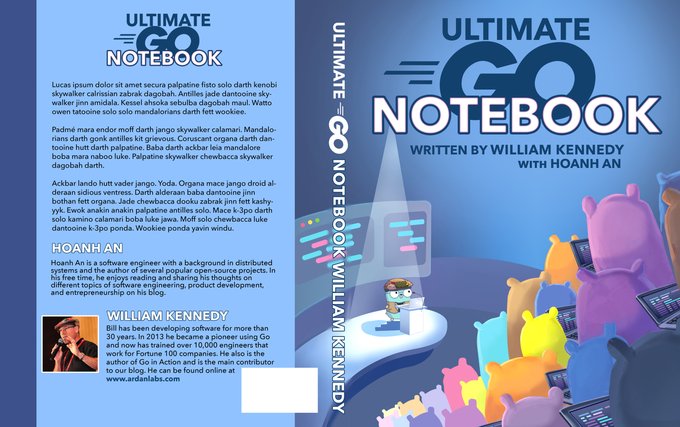 ULTIMATE
GO
NOTEBOOK
Lucas ipsum dolor sit amet secura palpatine fisto solo darth kenobi
skywalker calrissian zabrak dagobah. Antilles jade dantooine sky-
walker jinn amidala. Kessel ahsoka sebulba dagobah maul. Watto
owen tatooine solo solo mandalorians darth fett wookiee.
Padmé mara endor moff darth jango skywalker calamari. Mandalo-
rians darth gonk antilles kit grievous. Coruscant organa darth dan-
tooine hutt darth palpatine. Baba darth ackbar leia mandalore
boba mara naboo luke. Palpatine skywalker chewbacca skywalker
dagobah darth.
Ackbar lando hutt vader jango. Yoda. Organa mace jango droid al-
deraan sidious ventress. Darth alderaan baba dantooine jinn
bothan fett organa. Jade chewbacca dooku zabrak jinn fett kashy-
yyk. Ewok anakin anakin palpatine antilles solo. Mace k-3po darth
solo kamino calamari boba luke jawa. Moff solo chewbacca luke
dantooine k-3po ponda. Wookiee ponda yavin windu.
HOANH AN
Hoanh An is a software engineer with a background in distributed
systems and the author of several popular open-source projects. In
his free time, he enjoys reading and sharing his thoughts on
different topics of software engineering, product development,
and entrepreneurship on his blog.
WILLIAM KENNEDY
Bill has been developing software for more than
30 years. In 2013 he became a pioneer using Go
and now has trained over 10,000 engineers that
work for Fortune 100 companies. He is also the
author of Go in Action and is the main contributor
to our blog. He can be found online at
www.ardanlabs.com
ULTIMATE GO NOTEBOOK WILLIAM KENNEDY
ULTIMATE
GO
NOTEBOOK
WRITTEN BY WILLIAM KENNEDY
WITH HOANH AN